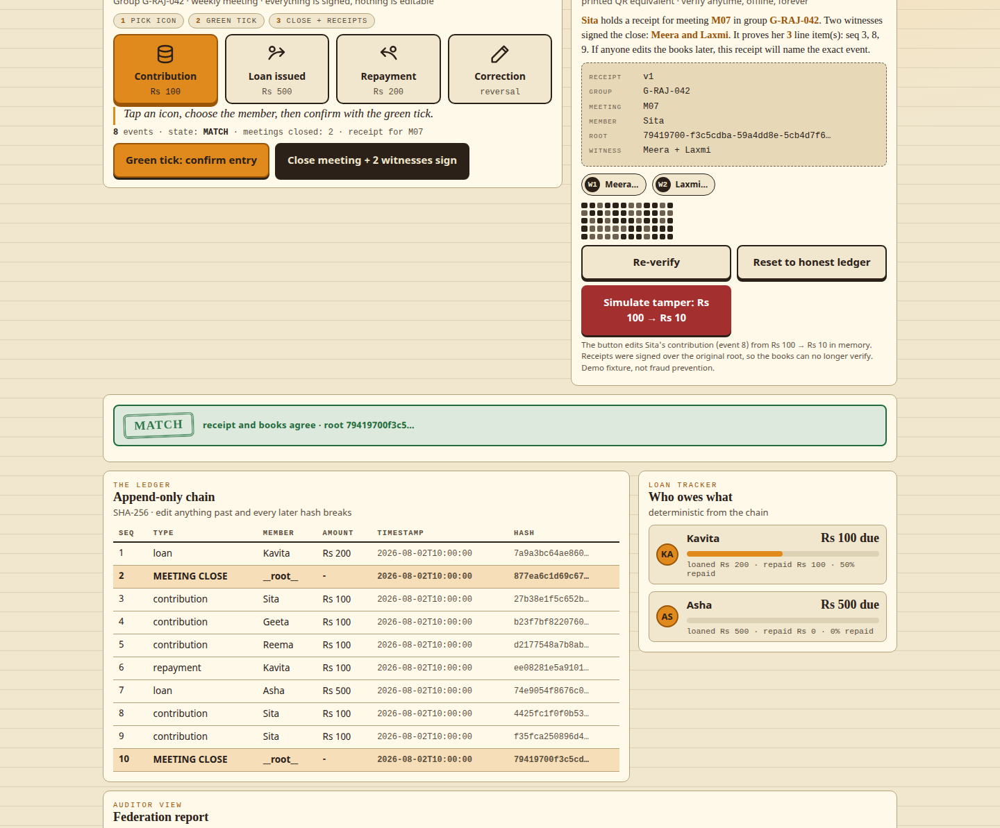 Group G-RAJ-042 · weekly meeting · everything is signed, nothing is editable
1 PICK ICON
2 GREEN TICK
3 CLOSE + RECEIPTS
Contribution
Rs 100
Loan issued
Rs 500
Repayment
Rs 200
Correction
reversal
Tap an icon, choose the member, then confirm with the green tick.
8 events · state: MATCH · meetings closed: 2 · receipt for M07
Green tick: confirm entry
Close meeting + 2 witnesses sign
printed QR equivalent · verify anytime, offline, forever
Sita holds a receipt for meeting M07 in group G-RAJ-042. Two witnesses
signed the close: Meera and Laxmi. It proves her 3 line item(s): seq 3, 8,
9. If anyone edits the books later, this receipt will name the exact event.
RECEIPT v1
GROUP G-RAJ-042
MEETING M07
MEMBER Sita
ROOT 79419700-f3c5cdba-59a4dd8e-5cb4d7f6…
WITNESS Meera + Laxmi
W1 Meera…
W2 Laxmi…
Re-verify
Reset to honest ledger
Simulate tamper: Rs
100 → Rs 10
The button edits Sita's contribution (event 8) from Rs 100 → Rs 10 in memory.
Receipts were signed over the original root, so the books can no longer verify.
Demo fixture, not fraud prevention.
MATCH
receipt and books agree · root 79419700f3c5…
THE LEDGER
Append-only chain
SHA-256 · edit anything past and every later hash breaks
SEQ TYPE MEMBER AMOUNT TIMESTAMP HASH
1 loan Kavita Rs 200 2026-08-02T10:00:00 7a9a3bc64ae860…
2 MEETING CLOSE __root__ - 2026-08-02T10:00:00 877ea6c1d69c67…
3 contribution Sita Rs 100 2026-08-02T10:00:00 27b38e1f5c652b…
4 contribution Geeta Rs 100 2026-08-02T10:00:00 b23f7bf8220760…
5 contribution Reema Rs 100 2026-08-02T10:00:00 d2177548a7b8ab…
6 repayment Kavita Rs 100 2026-08-02T10:00:00 ee08281e5a9101…
7 loan Asha Rs 500 2026-08-02T10:00:00 74e9054f8676c0…
8 contribution Sita Rs 100 2026-08-02T10:00:00 4425fc1f0f0b53…
9 contribution Sita Rs 100 2026-08-02T10:00:00 f35fca250896d4…
10 MEETING CLOSE __root__ - 2026-08-02T10:00:00 79419700f3c5cd…
LOAN TRACKER
Who owes what
deterministic from the chain
KA
Kavita Rs 100 due
loaned Rs 200 · repaid Rs 100 · 50%
repaid
AS
Asha Rs 500 due
loaned Rs 500 · repaid Rs 0 · 0% repaid
AUDITOR VIEW
Federation report